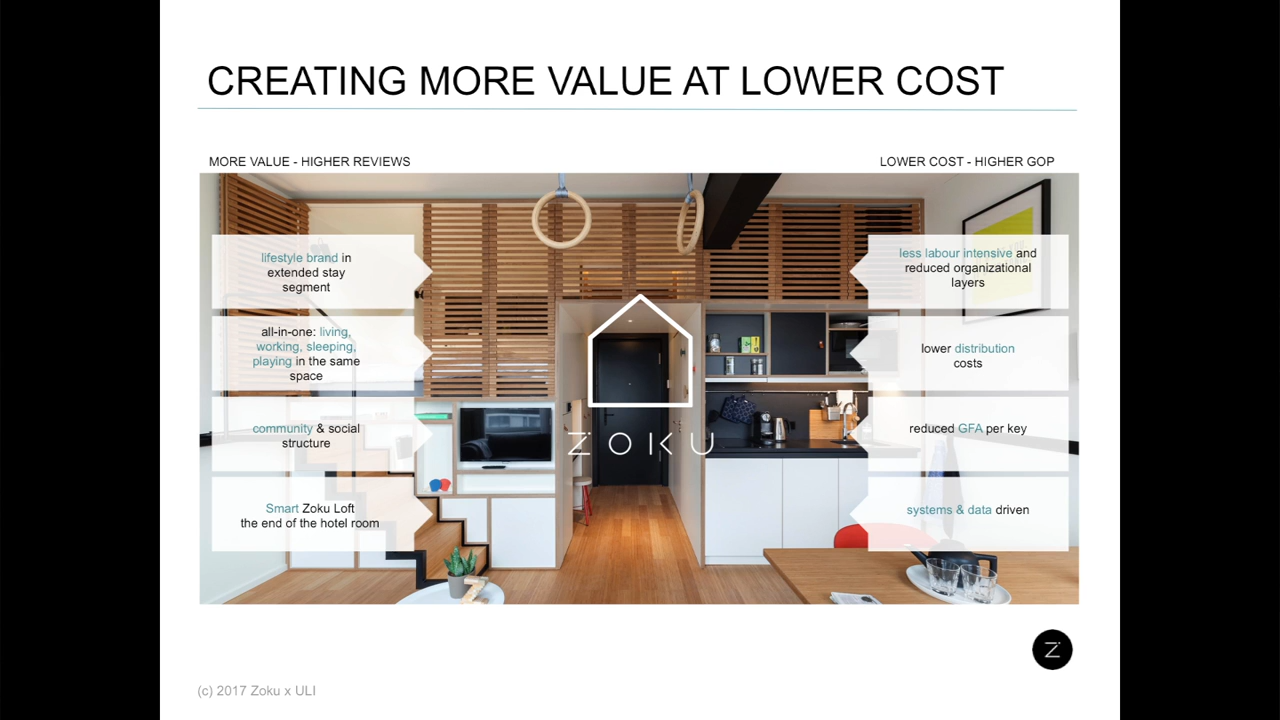 CREATING MORE VALUE AT LOWER COST
MORE VALUE - HIGHER REVIEWS
LOWER COST - HIGHER GOP
lifestyle brand in
extended stay
segment
all-in-one: living,
working, sleeping,
playing in the same
space
community & social
structure
Smart Zoku Loft
the end of the hotel room
ZOKU
less labour intensive and
reduced organizational
layers
lower distribution
costs
reduced GFA per key
systems & data driven
Z
(c) 2017 Zoku x ULI